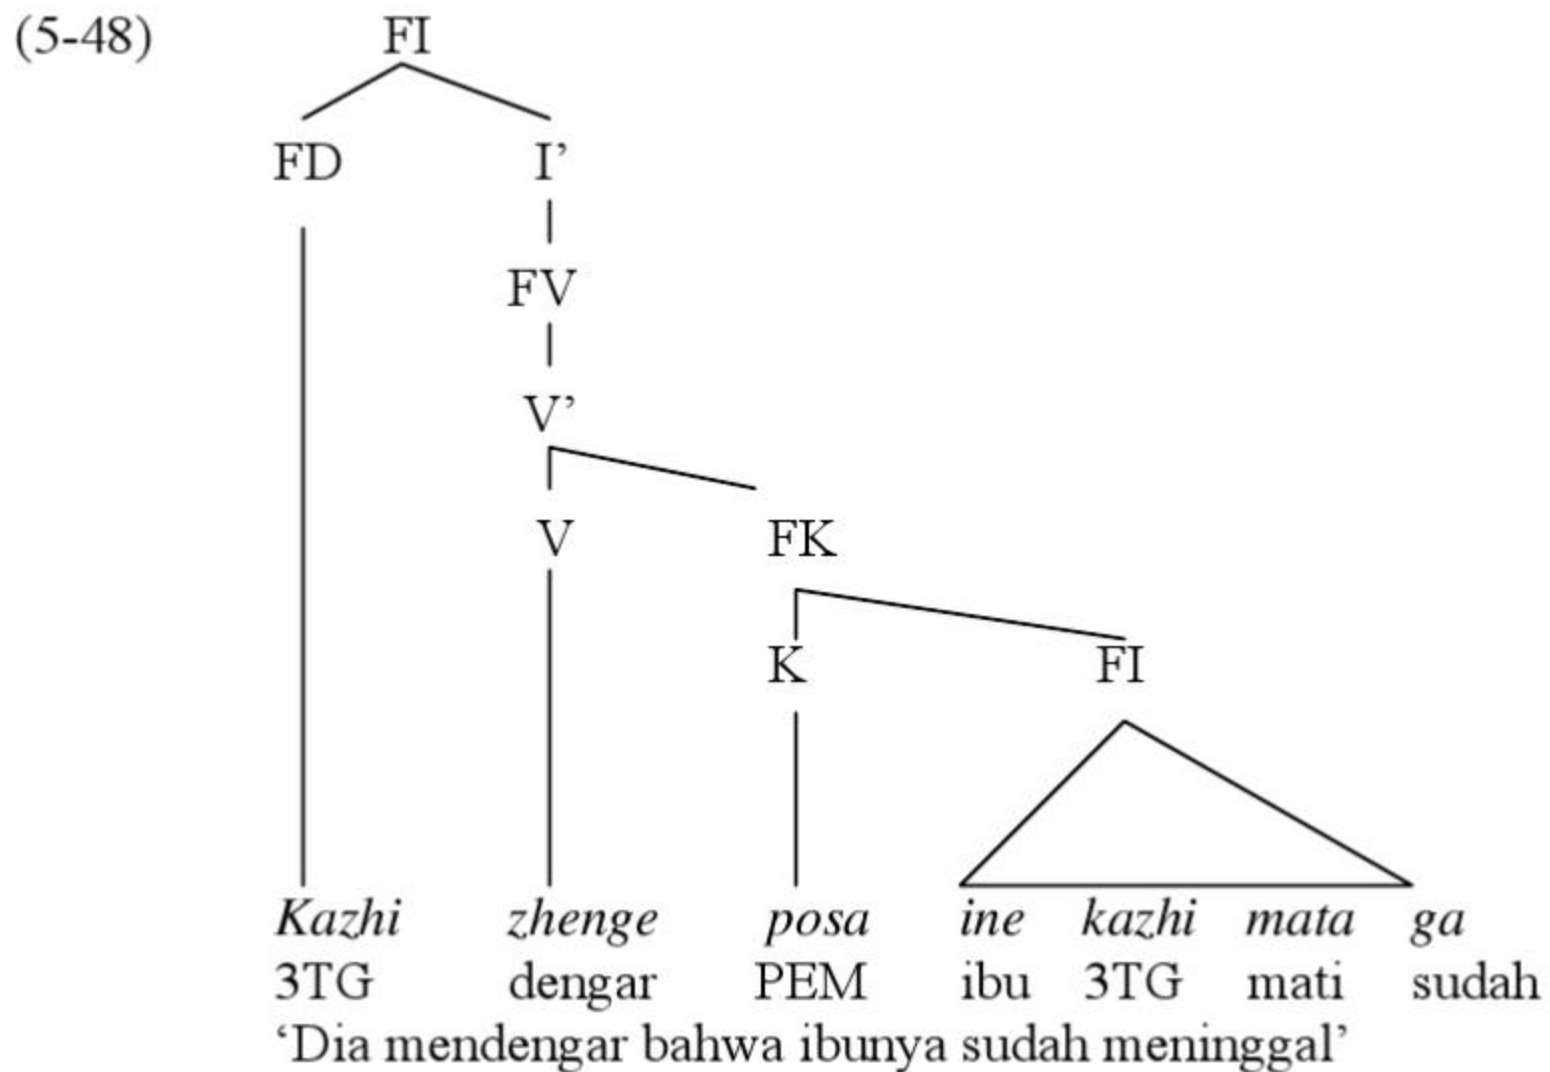 (5-48) FI
FD I’
FV
V’
V FK
K FI
Kazhi zhenge posa ine kazhi mata ga
3TG dengar PEM ibu 3TG mati sudah
‘Dia mendengar bahwa ibunya sudah meninggal’